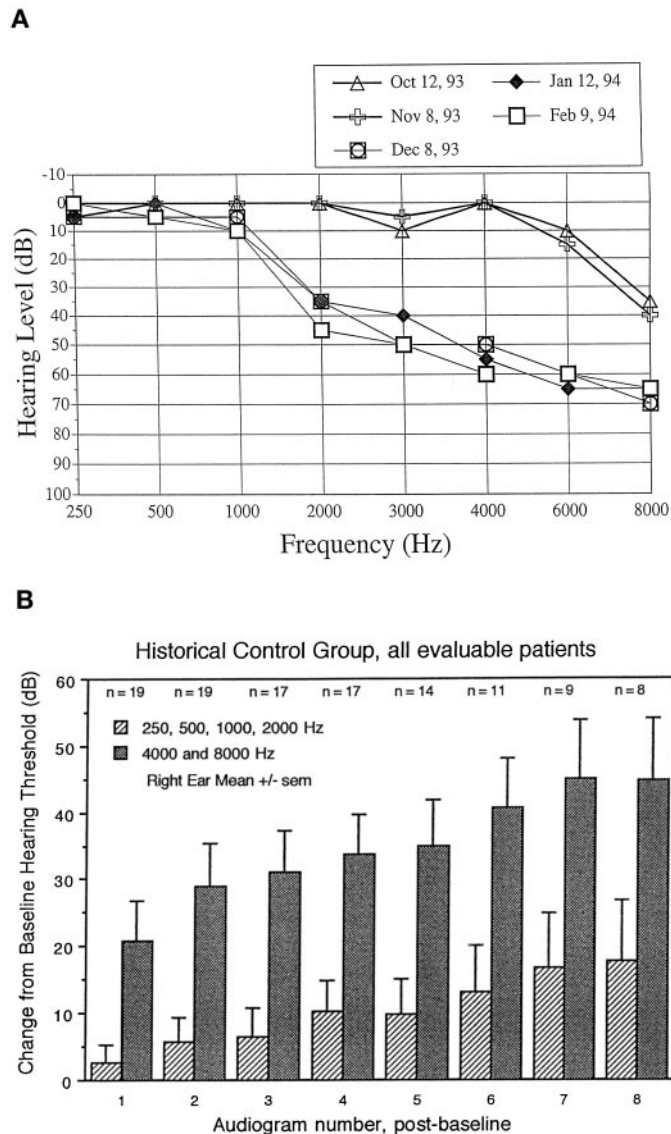 A
Oct 12, 93 Jan 12, 94
Nov 8, 93 Feb 9, 94
Dec 8, 93
-10
0
10
20
30
40
50
60
70
80
90
100
Hearing Level (dB)
250 500 1000 2000 3000 4000 6000 8000
Frequency (Hz)
B
Historical Control Group, all evaluable patients
60
50
40
30
20
10
0
Change from Baseline Hearing Threshold (dB)
n = 19 n = 19 n = 17 n = 17 n = 14 n = 11 n = 9 n = 8
250, 500, 1000, 2000 Hz
4000 and 8000 Hz
Right Ear Mean +/- sem
1 2 3 4 5 6 7 8
Audiogram number, post-baseline